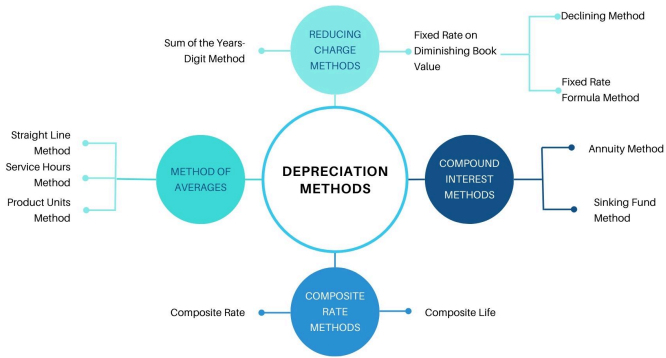 REDUCING
CHARGE
METHODS
Sum of the Years-
Digit Method
Fixed Rate on
Diminishing Book
Value
Declining Method
Fixed Rate
Formula Method
Straight Line
Method
Service Hours
Method
Product Units
Method
METHOD OF
AVERAGES
DEPRECIATION
METHODS
COMPOUND
INTEREST
METHODS
Annuity Method
Sinking Fund
Method
Composite Rate
COMPOSITE
RATE
METHODS
Composite Life